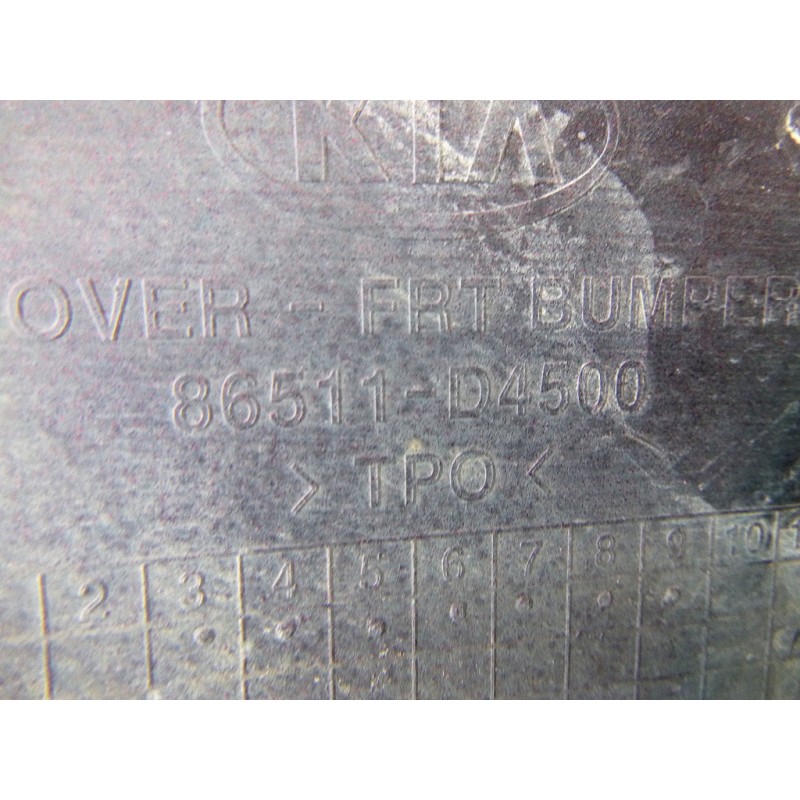 KIA
OVER - FRT BUMPER
86511-D4500
> TPO <
2 3 4 5 6 7 8 9 10